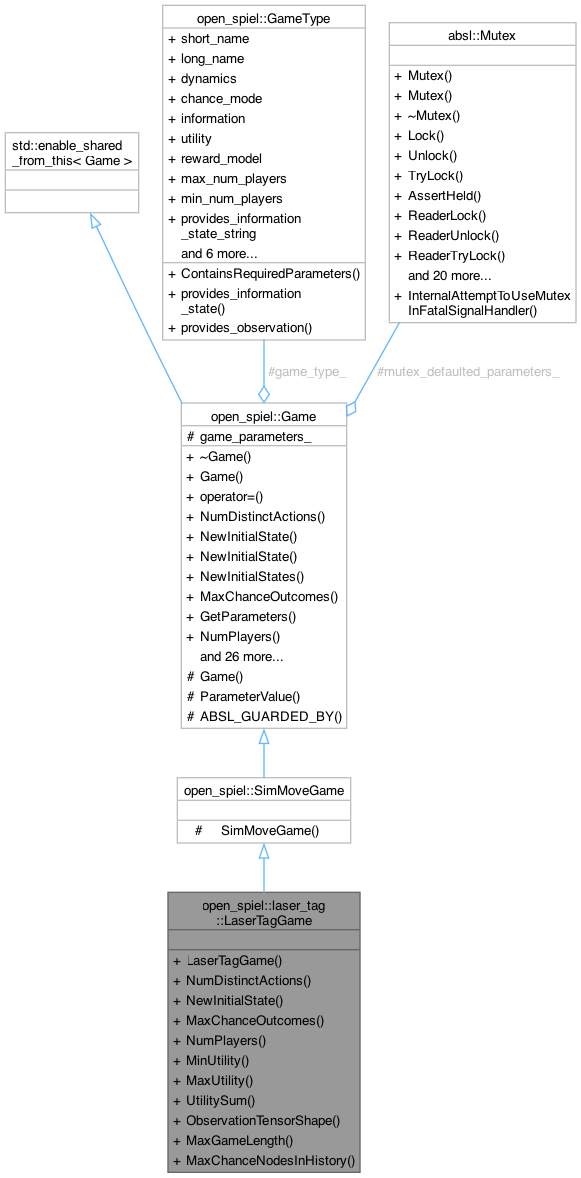 open_spiel::GameType
+ short_name
+ long_name
+ dynamics
+ chance_mode
+ information
+ utility
+ reward_model
+ max_num_players
+ min_num_players
+ provides_information
_state_string
and 6 more...
+ ContainsRequiredParameters()
+ provides_information
_state()
+ provides_observation()
absl::Mutex
+ Mutex()
+ Mutex()
+ ~Mutex()
+ Lock()
+ Unlock()
+ TryLock()
+ AssertHeld()
+ ReaderLock()
+ ReaderUnlock()
+ ReaderTryLock()
and 20 more...
+ InternalAttemptToUseMutex
InFatalSignalHandler()
std::enable_shared
_from_this< Game >
#game_type_
#mutex_defaulted_parameters_
open_spiel::Game
# game_parameters_
+ ~Game()
+ Game()
+ operator=()
+ NumDistinctActions()
+ NewInitialState()
+ NewInitialState()
+ NewInitialStates()
+ MaxChanceOutcomes()
+ GetParameters()
+ NumPlayers()
and 26 more...
# Game()
# ParameterValue()
# ABSL_GUARDED_BY()
open_spiel::SimMoveGame
# SimMoveGame()
open_spiel::laser_tag
::LaserTagGame
+ LaserTagGame()
+ NumDistinctActions()
+ NewInitialState()
+ MaxChanceOutcomes()
+ NumPlayers()
+ MinUtility()
+ MaxUtility()
+ UtilitySum()
+ ObservationTensorShape()
+ MaxGameLength()
+ MaxChanceNodesInHistory()